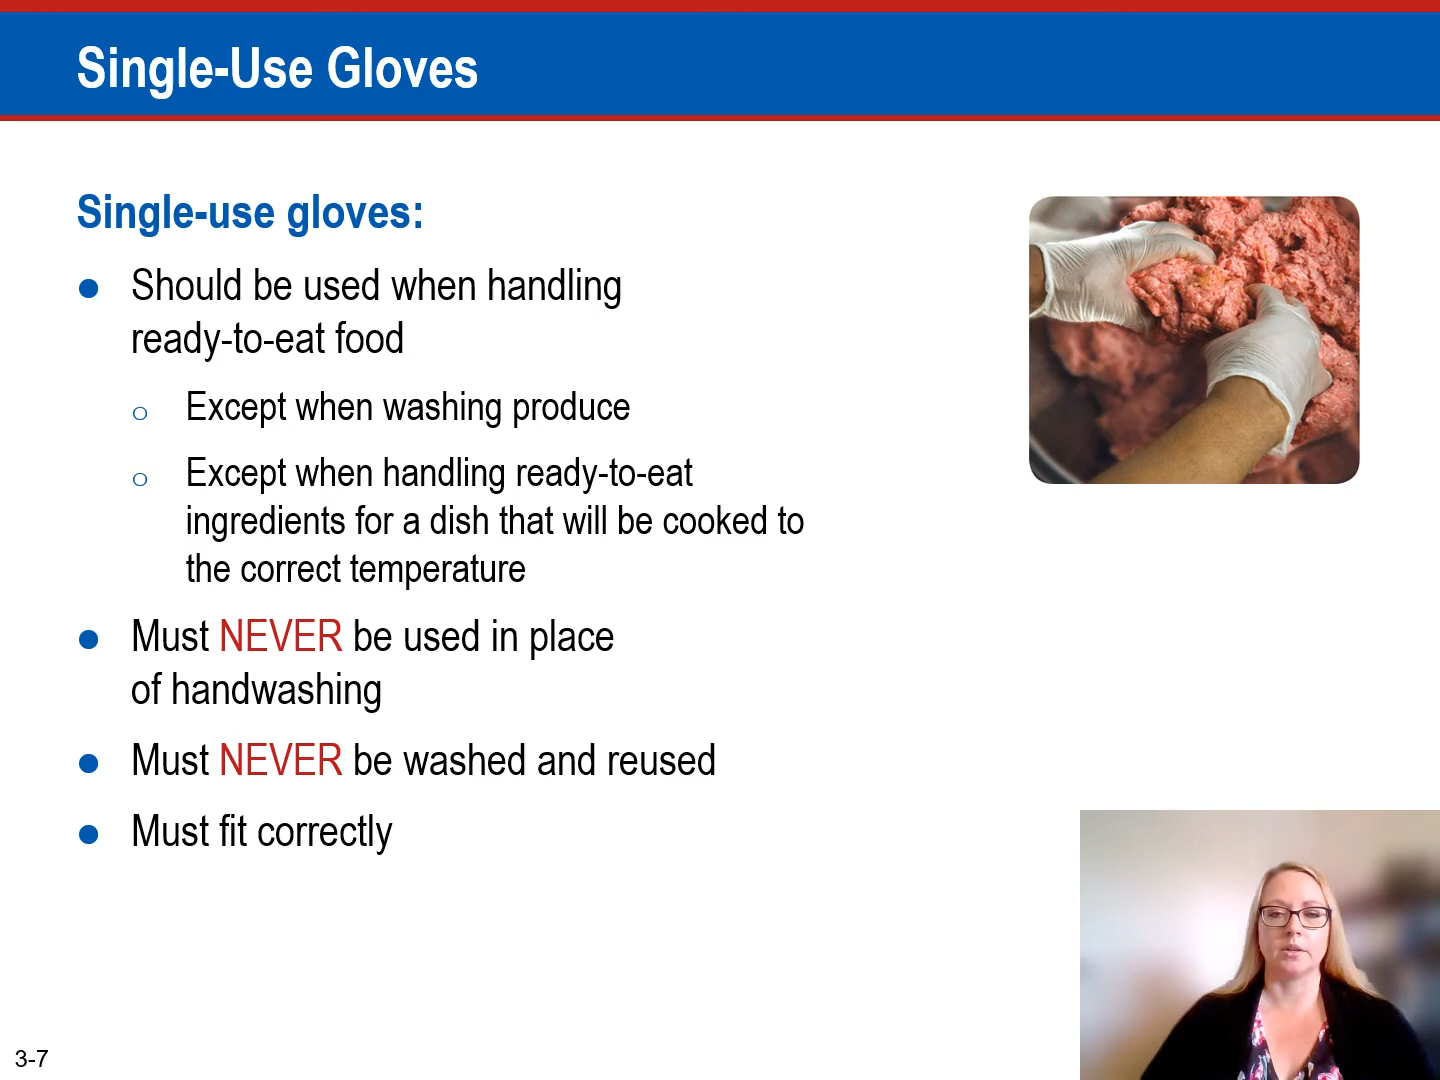 Single-Use Gloves
Single-use gloves:
Should be used when handling
ready-to-eat food
Except when washing produce
Except when handling ready-to-eat
ingredients for a dish that will be cooked to
the correct temperature
Must NEVER be used in place
of handwashing
Must NEVER be washed and reused
Must fit correctly
3-7